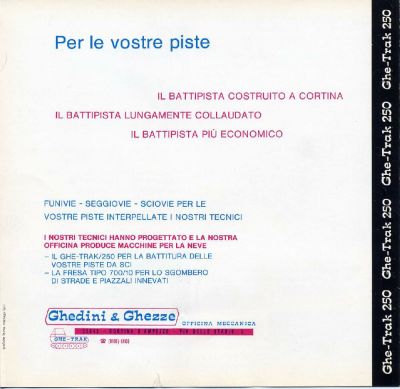 Per le vostre piste
IL BATTIPISTA COSTRUITO A CORTINA
IL BATTIPISTA LUNGAMENTE COLLAUDATO
IL BATTIPISTA PIÙ ECONOMICO
FUNIVIE - SEGGIOVIE - SCIOVIE PER LE
VOSTRE PISTE INTERPELLATE I NOSTRI TECNICI
I NOSTRI TECNICI HANNO PROGETTATO E LA NOSTRA
OFFICINA PRODUCE MACCHINE PER LA NEVE
– IL GHE-TRAK/250 PER LA BATTITURA DELLE
VOSTRE PISTE DA SCI
– LA FRESA TIPO 700/10 PER LO SGOMBERO
DI STRADE E PIAZZALI INNEVATI
Ghedini & Ghezze
OFFICINA MECCANICA
CORTINA D'AMPEZZO
GHE-TRAK
Ghe-Trak 250
Ghe-Trak 250
Ghe-Trak 250
Ghe-Trak 250